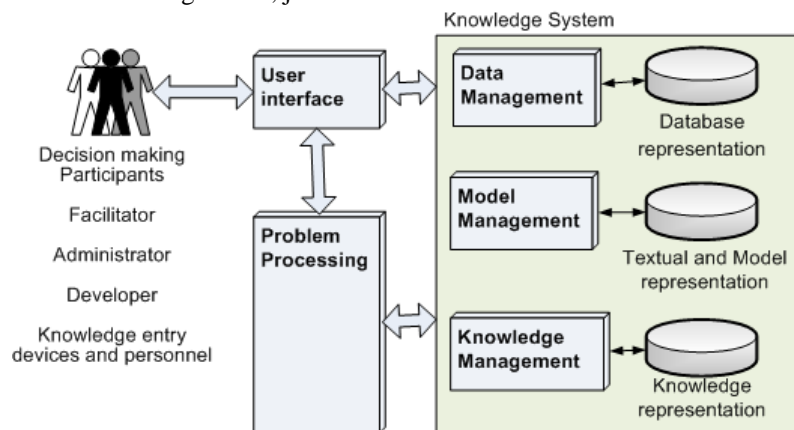 Knowledge System
User
interface
Data
Management
Database
representation
Decision making
Participants
Facilitator
Administrator
Developer
Knowledge entry
devices and personnel
Problem
Processing
Model
Management
Textual and Model
representation
Knowledge
Management
Knowledge
representation